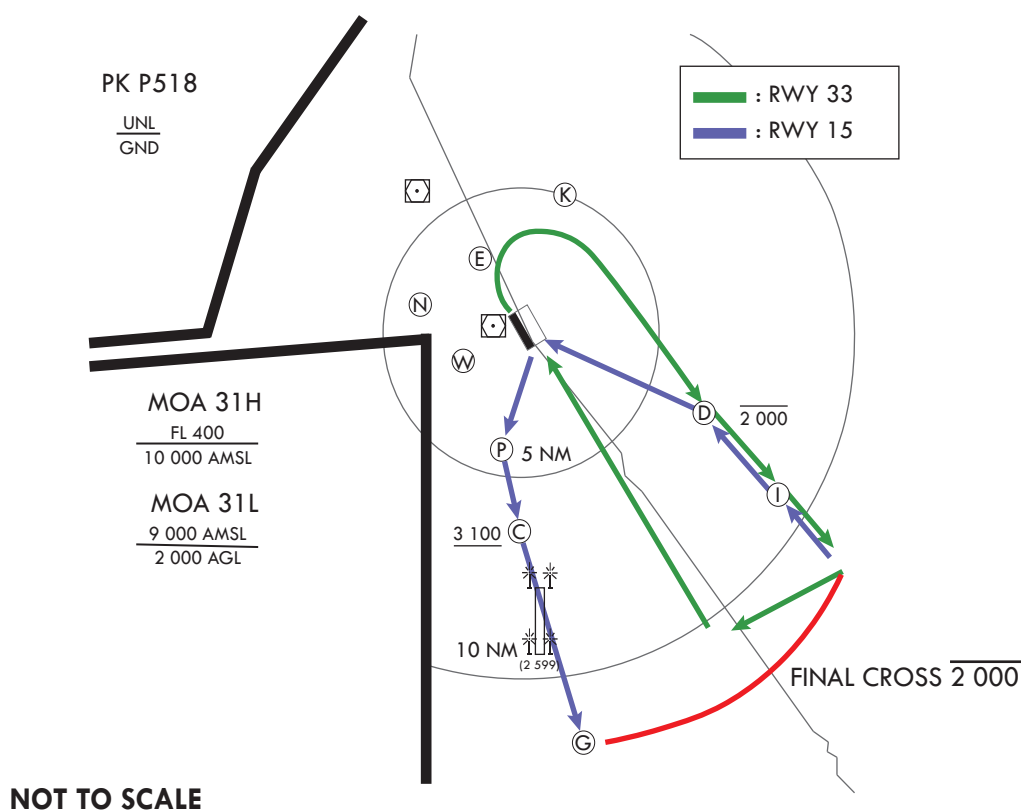 PK P518
UNL
GND
: RWY 33
: RWY 15
K
E
N
W
D
2 000
MOA 31H
FL 400
10 000 AMSL
P
5 NM
I
MOA 31L
9 000 AMSL
2 000 AGL
3 100
C
10 NM
(2 599)
FINAL CROSS 2 000
G
NOT TO SCALE